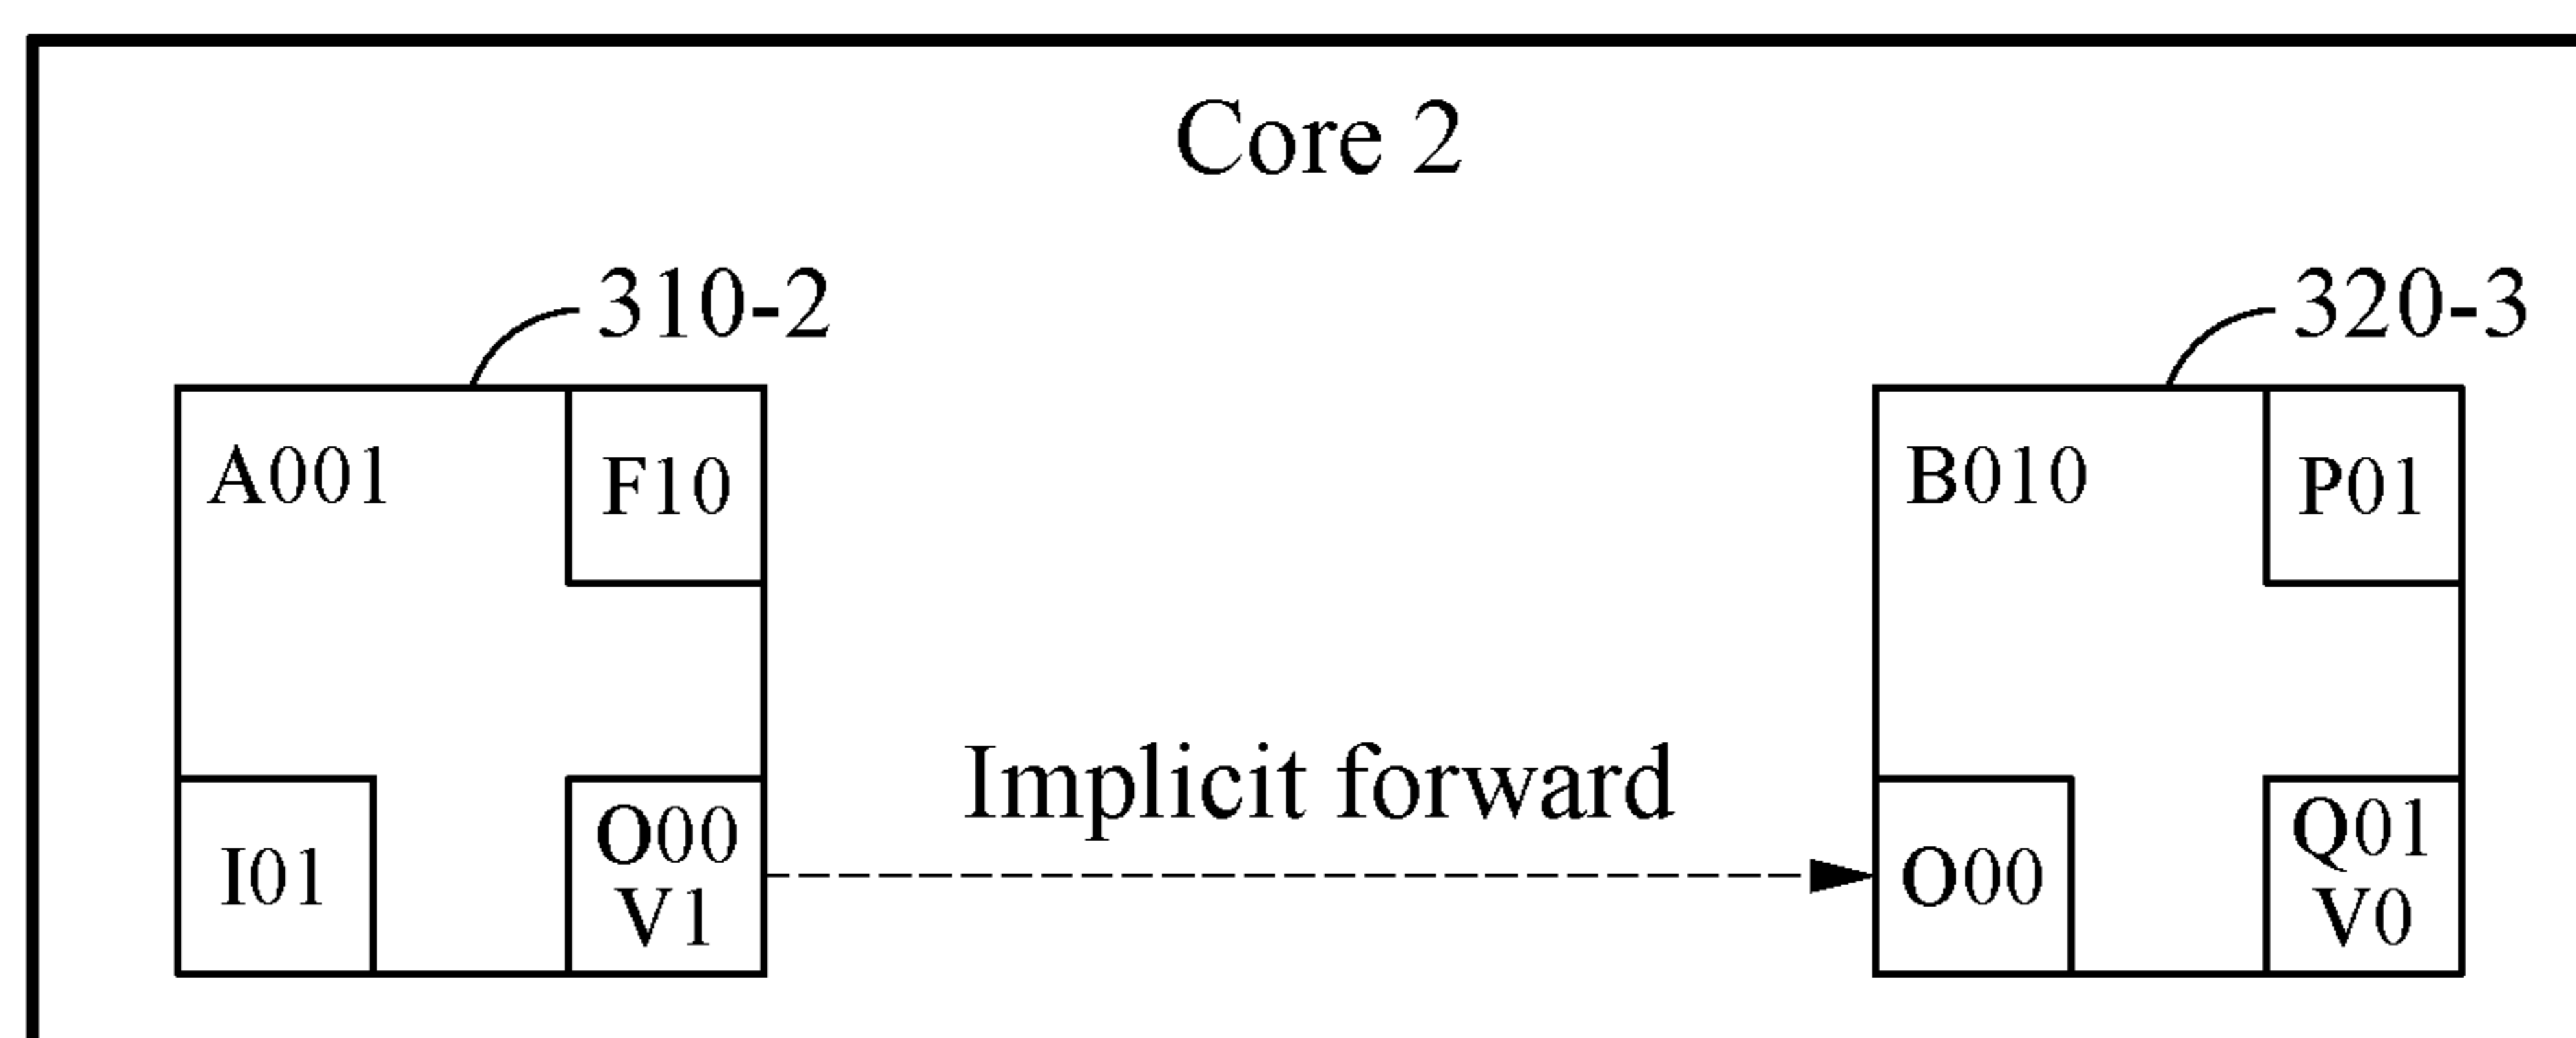 Core 2
310-2
320-3
A001
F10
B010
P01
Implicit forward
I01
O00
V1
O00
Q01
V0